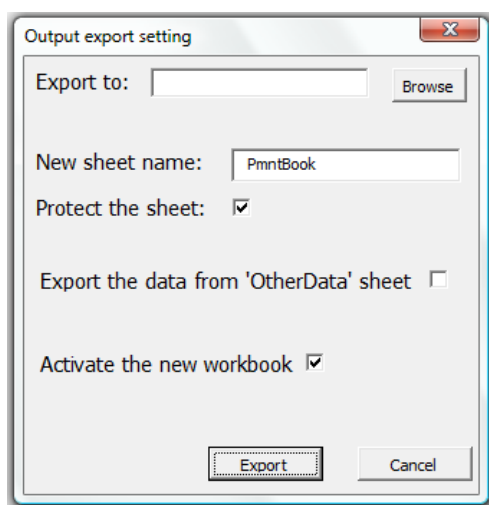 Output export setting
Export to: Browse
New sheet name: PmntBook
Protect the sheet:
Export the data from 'OtherData' sheet
Activate the new workbook
Export Cancel